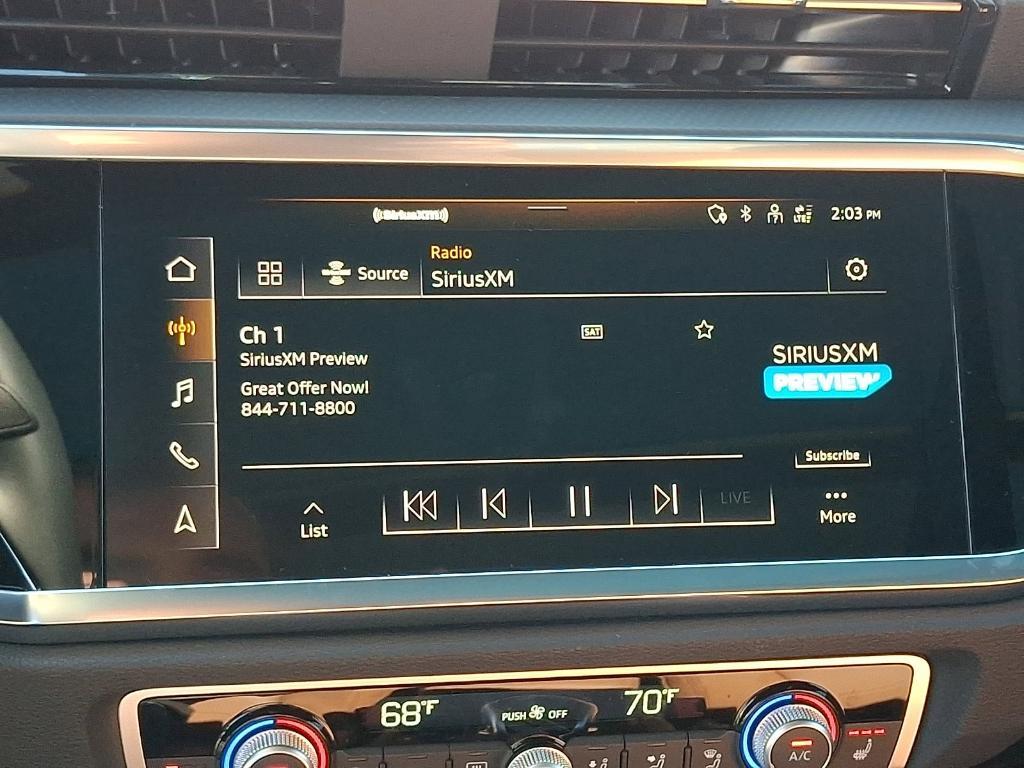 SiriusXM
LTE
2:03 PM
Radio
Source
SiriusXM
Ch 1
SAT
SiriusXM Preview
SIRIUSXM
PREVIEW
Great Offer Now!
844-711-8800
Subscribe
LIVE
List
More
68°F
PUSH OFF
70°F
A/C